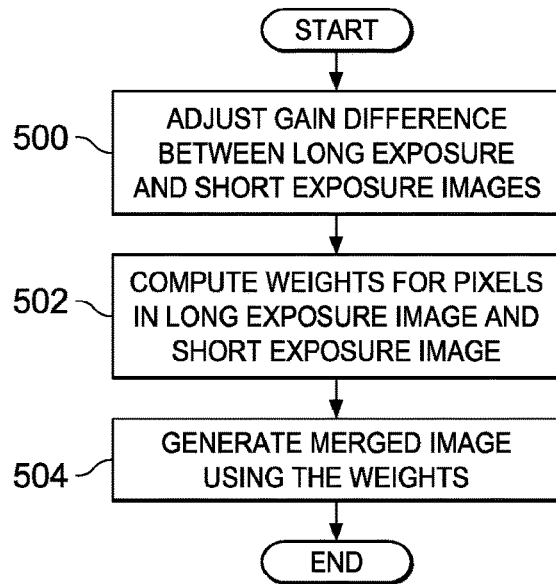 START
500
ADJUST GAIN DIFFERENCE
BETWEEN LONG EXPOSURE
AND SHORT EXPOSURE IMAGES
502
COMPUTE WEIGHTS FOR PIXELS
IN LONG EXPOSURE IMAGE AND
SHORT EXPOSURE IMAGE
504
GENERATE MERGED IMAGE
USING THE WEIGHTS
END